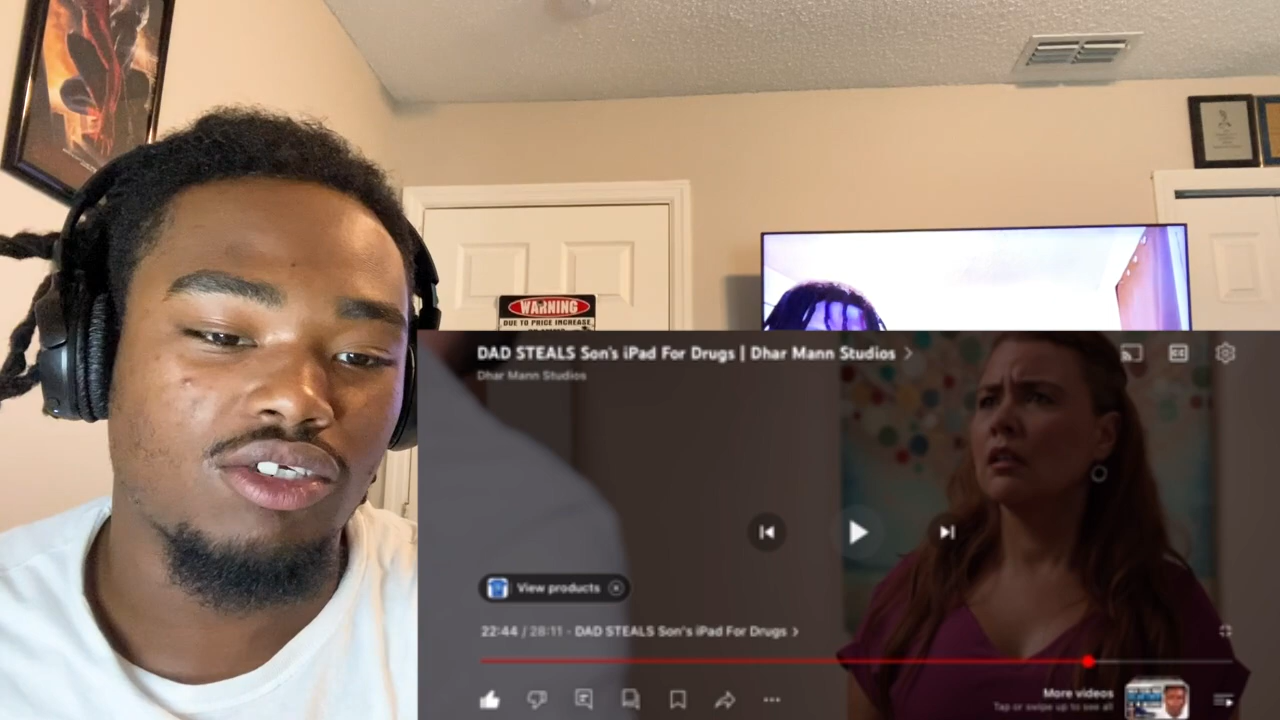 WARNING
DUE TO PRICE INCREASE
DAD STEALS Son's iPad For Drugs | Dhar Mann Studios
Dhar Mann Studios
View products
22:44 / 28:11 · DAD STEALS Son's iPad For Drugs
More videos
Tap or swipe up to see all